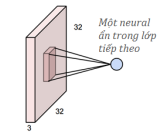 32
Một neural
ẩn trong lớp
tiếp theo
32
3